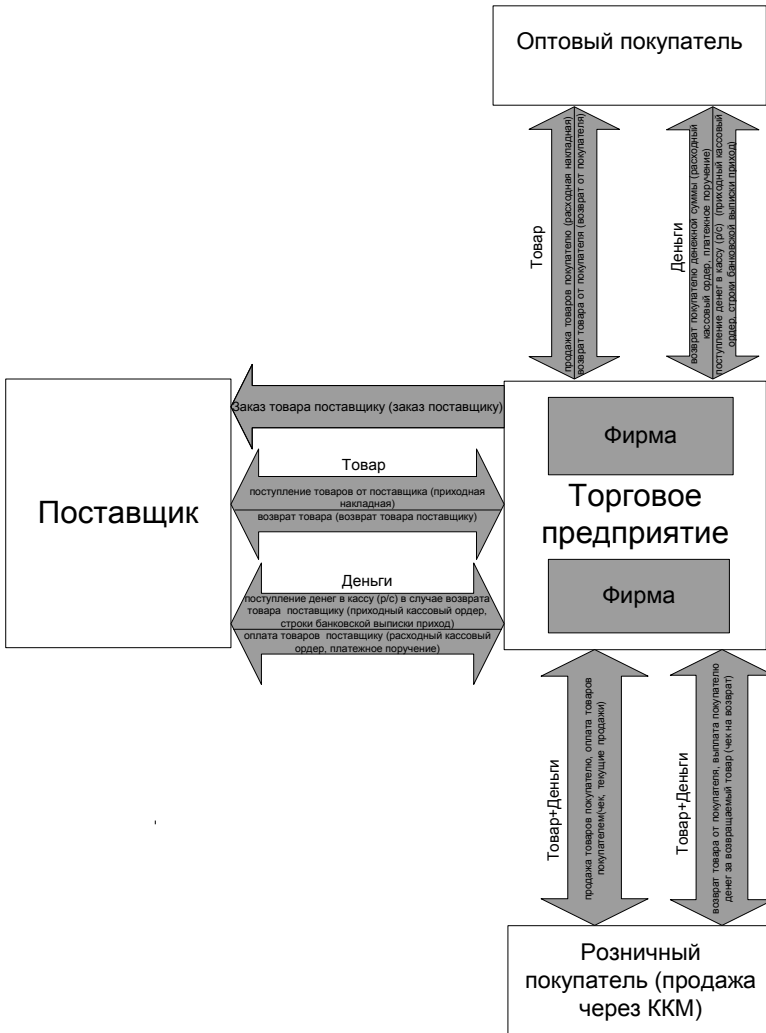 Оптовый покупатель
Товар
продажа товаров покупателю (расходная накладная)
возврат товара от покупателя (возврат от покупателя)
Деньги
возврат покупателю денежной суммы (расходный
кассовый ордер, платежное поручение)
поступление денег в кассу (р/с) (приходный кассовый
ордер, строки банковской выписки приход)
Поставщик
Заказ товара поставщику (заказ поставщику)
Товар
поступление товаров от поставщика (приходная
накладная)
возврат товара (возврат товара поставщику)
Деньги
поступление денег в кассу (р/с) в случае возврата
товара поставщику (приходный кассовый ордер,
строки банковской выписки приход)
оплата товаров поставщику (расходный кассовый
ордер, платежное поручение)
Фирма
Торговое
предприятие
Фирма
Товар+Деньги
продажа товаров покупателю, оплата товаров
покупателем(чек, текущие продажи)
Товар+Деньги
возврат товара от покупателя, выплата покупателю
денег за возвращаемый товар (чек на возврат)
Розничный
покупатель (продажа
через ККМ)